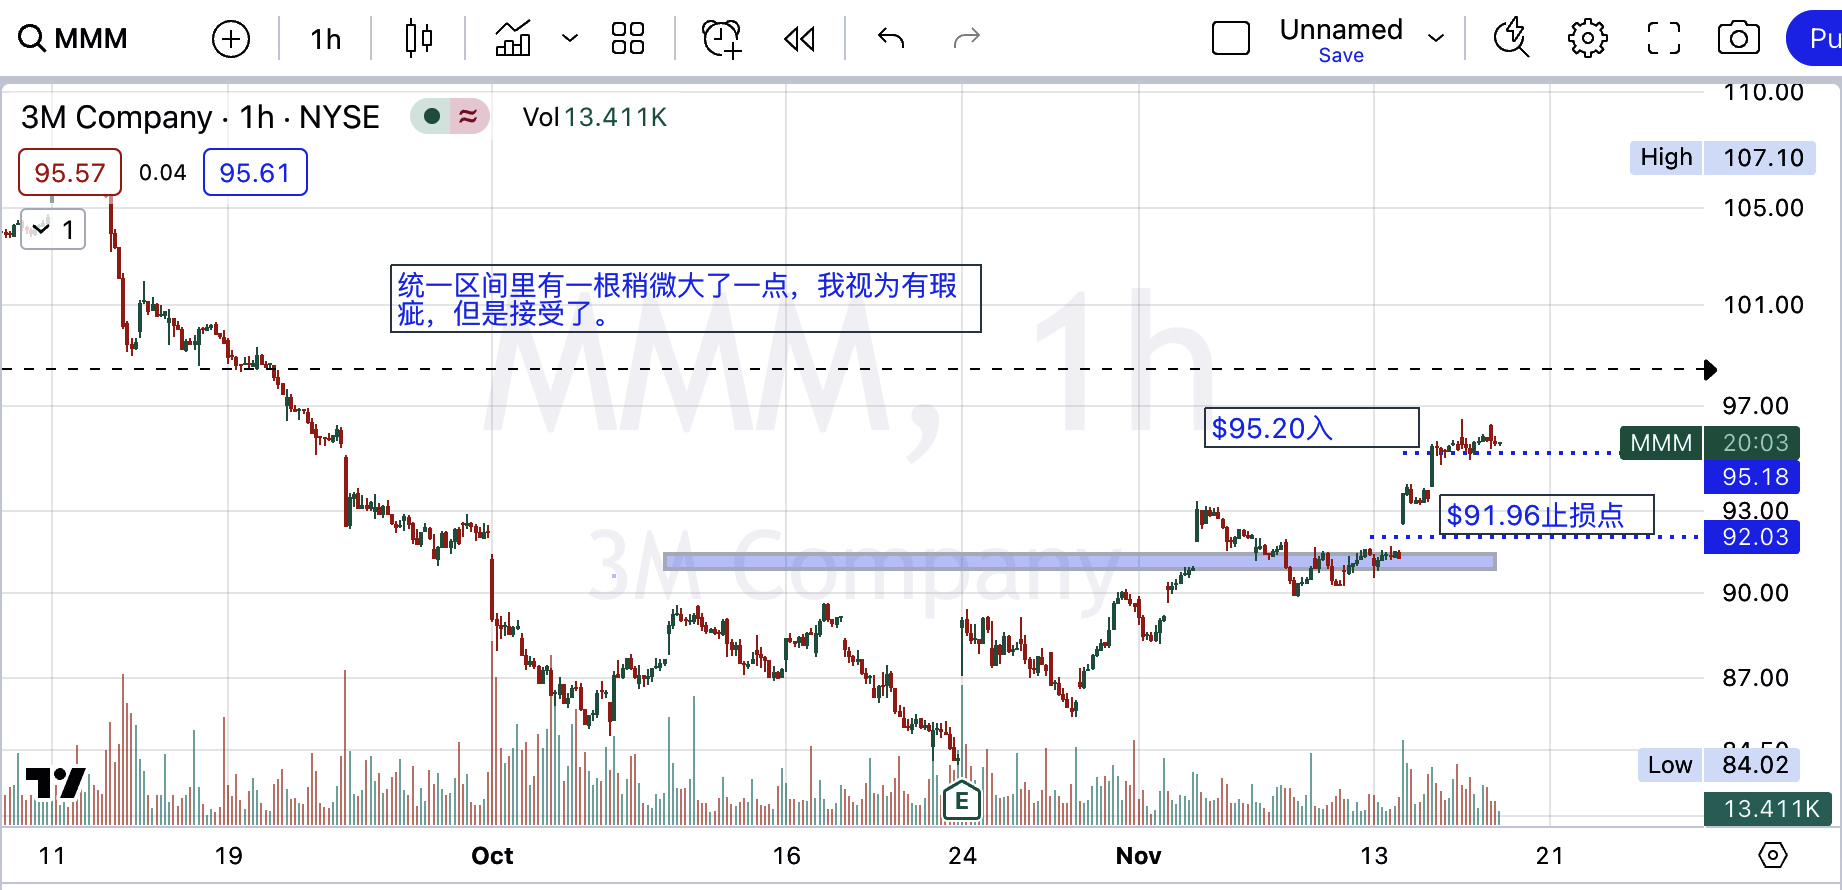 MMM 1h Unnamed Pu
Save
3M Company · 1h · NYSE Vol 13.411K
95.57 0.04 95.61
1
统一区间里有一根稍微大了一点，我视为有瑕
疵，但是接受了。
MMM, 1h
3M Company
$95.20入
$91.96止损点
110.00
High 107.10
105.00
101.00
97.00
MMM 20:03
95.18
93.00
92.03
90.00
87.00
84.50
Low 84.02
13.411K
E
11 19 Oct 16 24 Nov 13 21